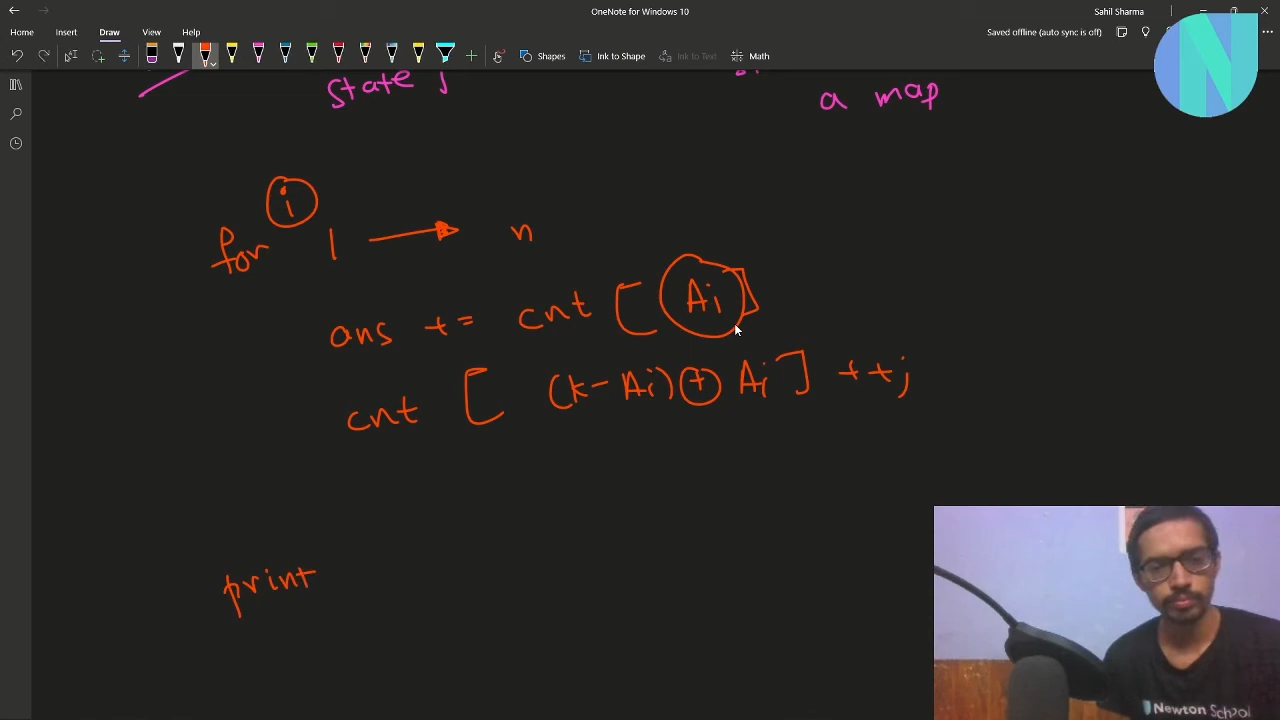 OneNote for Windows 10
Sahil Sharma
Home Insert Draw View Help
Saved offline (auto sync is off)
Shapes Ink to Shape Ink to Text Math
state
a map
i
for 1 → n
ans += cnt [Ai]
cnt [ (k-Ai) ⊕ Ai ] ++;
print
Newton School